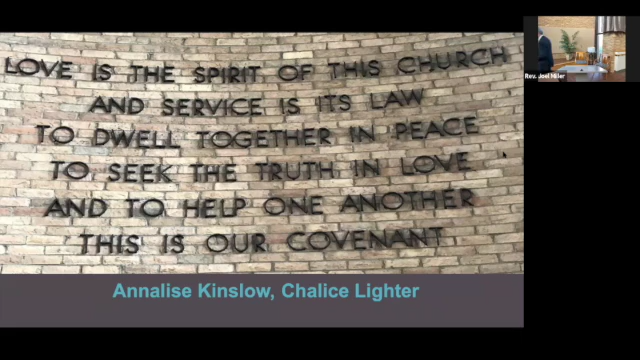 LOVE IS THE SPIRIT OF THIS CHURCH
AND SERVICE IS ITS LAW
TO DWELL TOGETHER IN PEACE
TO SEEK THE TRUTH IN LOVE
AND TO HELP ONE ANOTHER
THIS IS OUR COVENANT
Annalise Kinslow, Chalice Lighter
Rev. Joel Miller